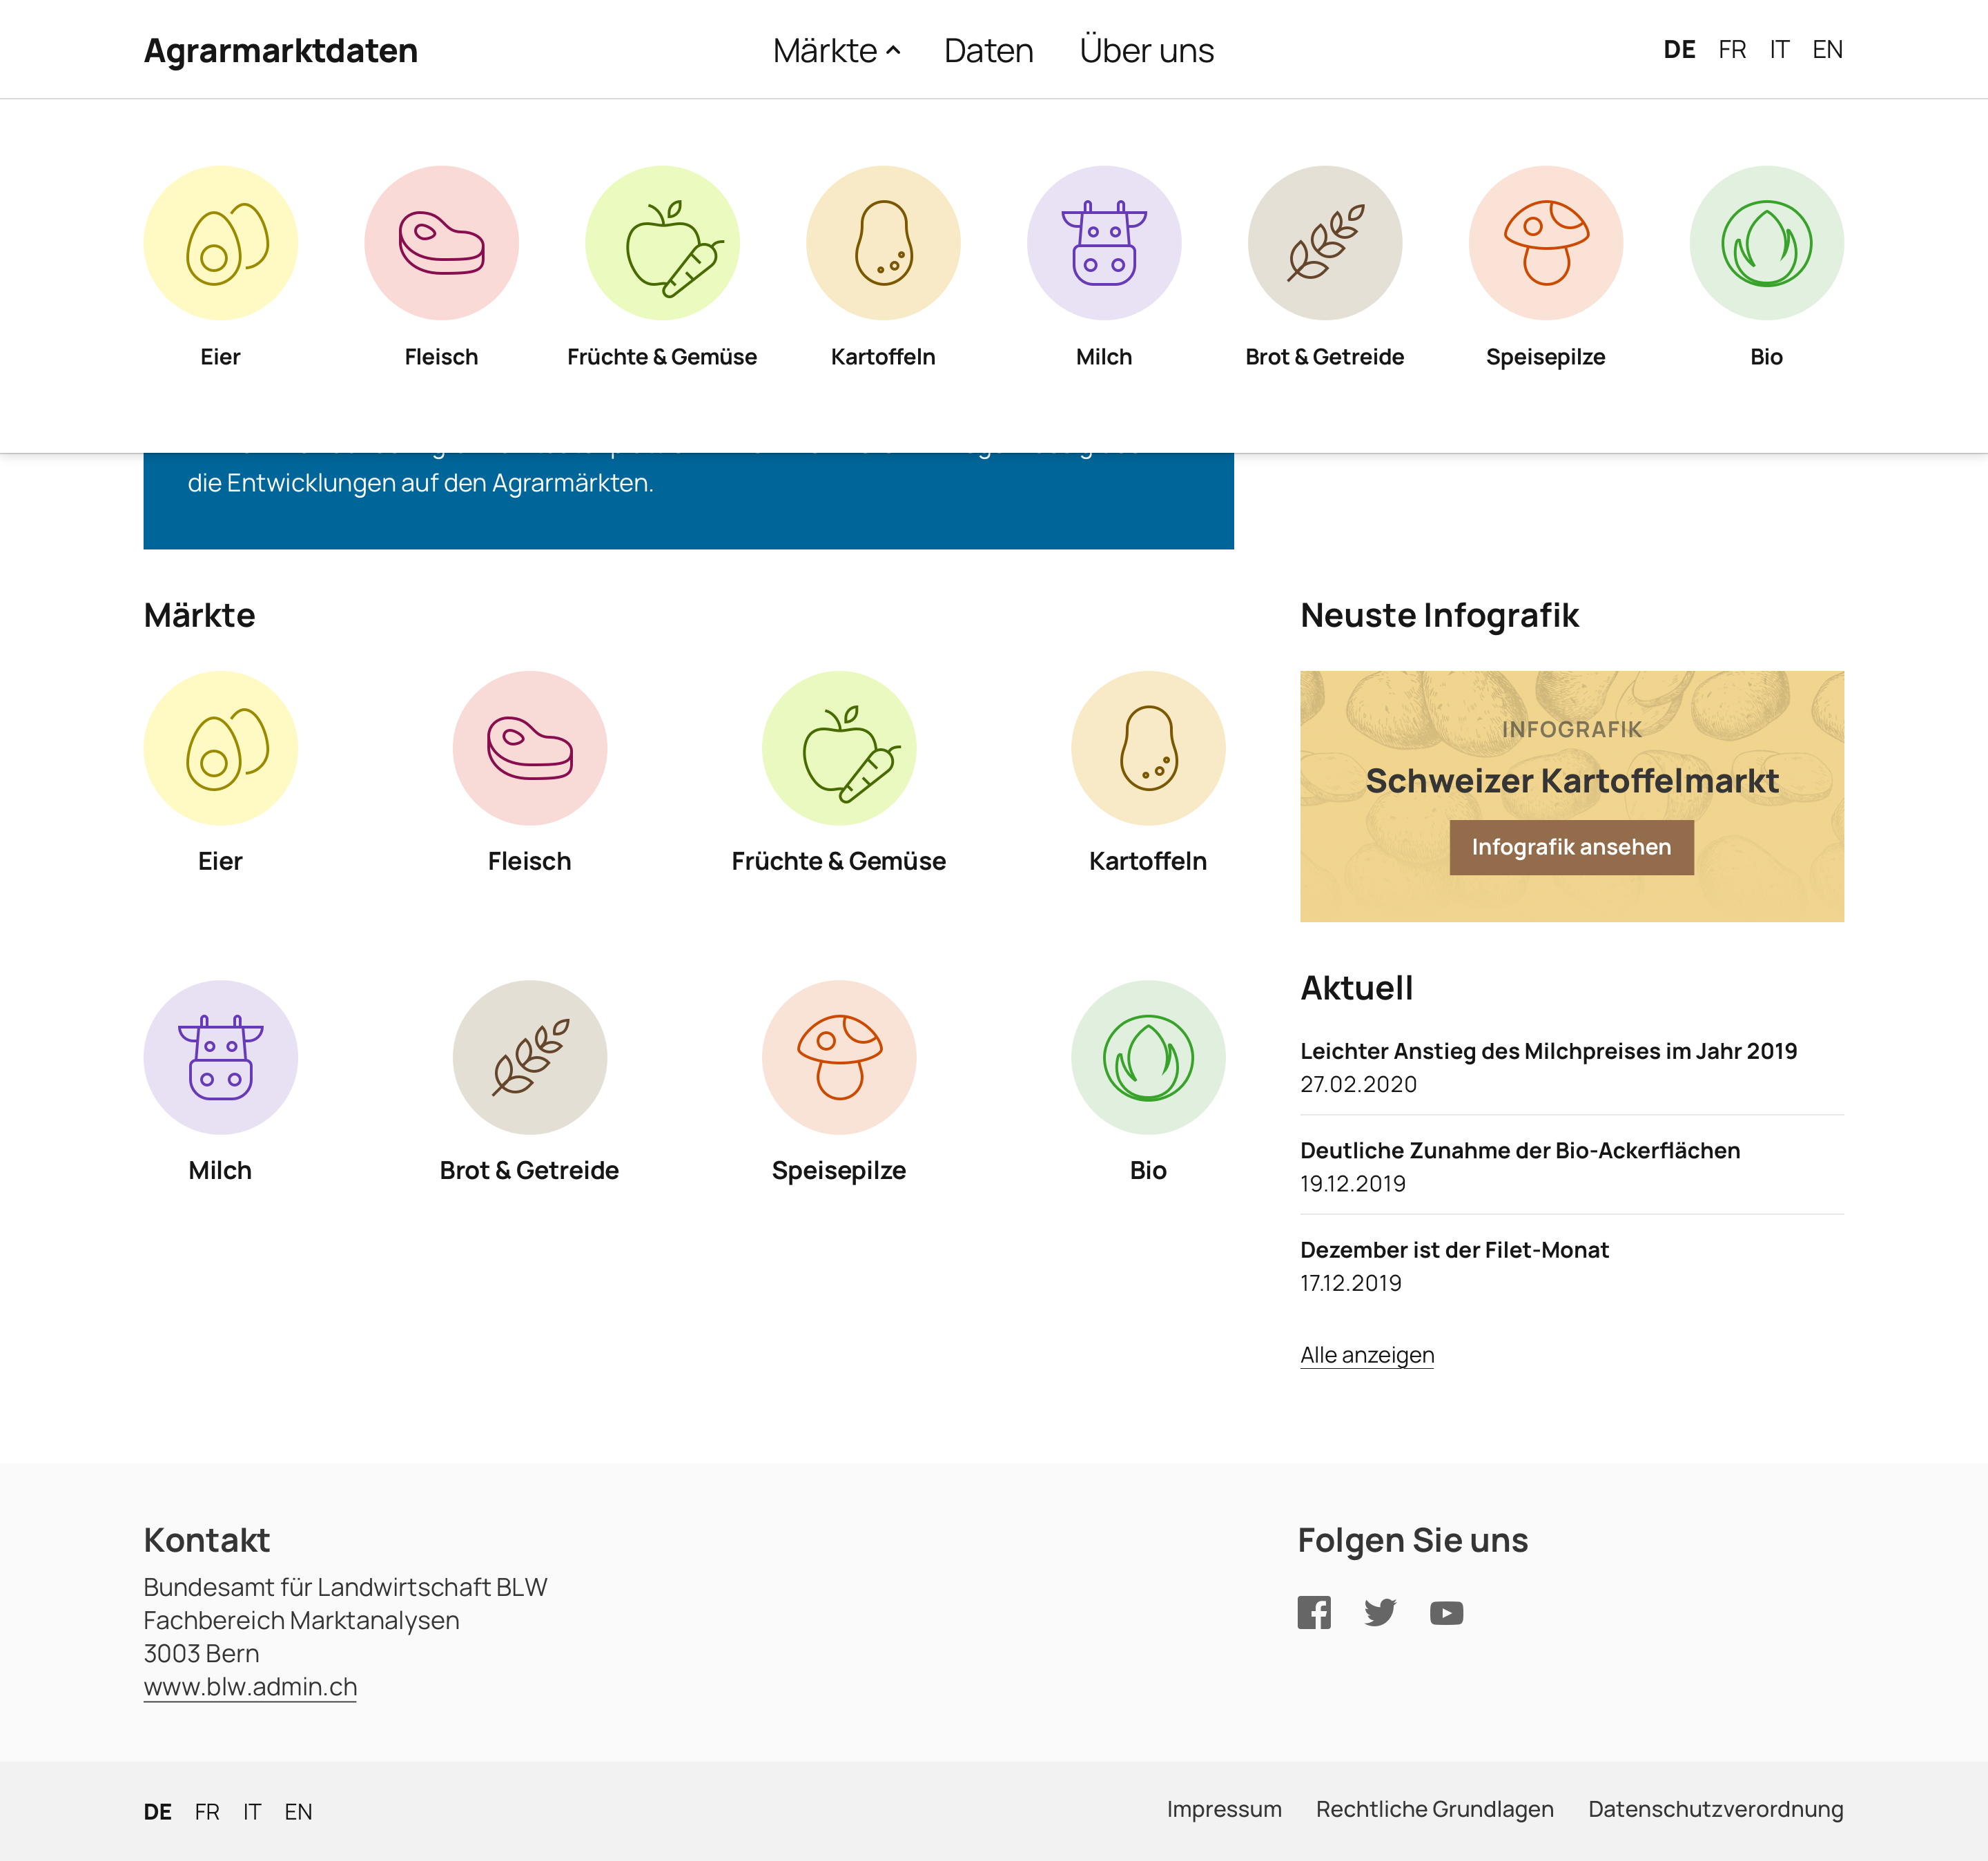 Agrarmarktdaten
Märkte Daten Über uns
DE FR IT EN
Eier Fleisch Früchte & Gemüse Kartoffeln Milch Brot & Getreide Speisepilze Bio
die Entwicklungen auf den Agrarmärkten.
Märkte
Eier Fleisch Früchte & Gemüse Kartoffeln
Milch Brot & Getreide Speisepilze Bio
Neuste Infografik
INFOGRAFIK
Schweizer Kartoffelmarkt
Infografik ansehen
Aktuell
Leichter Anstieg des Milchpreises im Jahr 2019
27.02.2020
Deutliche Zunahme der Bio-Ackerflächen
19.12.2019
Dezember ist der Filet-Monat
17.12.2019
Alle anzeigen
Kontakt
Bundesamt für Landwirtschaft BLW
Fachbereich Marktanalysen
3003 Bern
www.blw.admin.ch
Folgen Sie uns
DE FR IT EN
Impressum Rechtliche Grundlagen Datenschutzverordnung